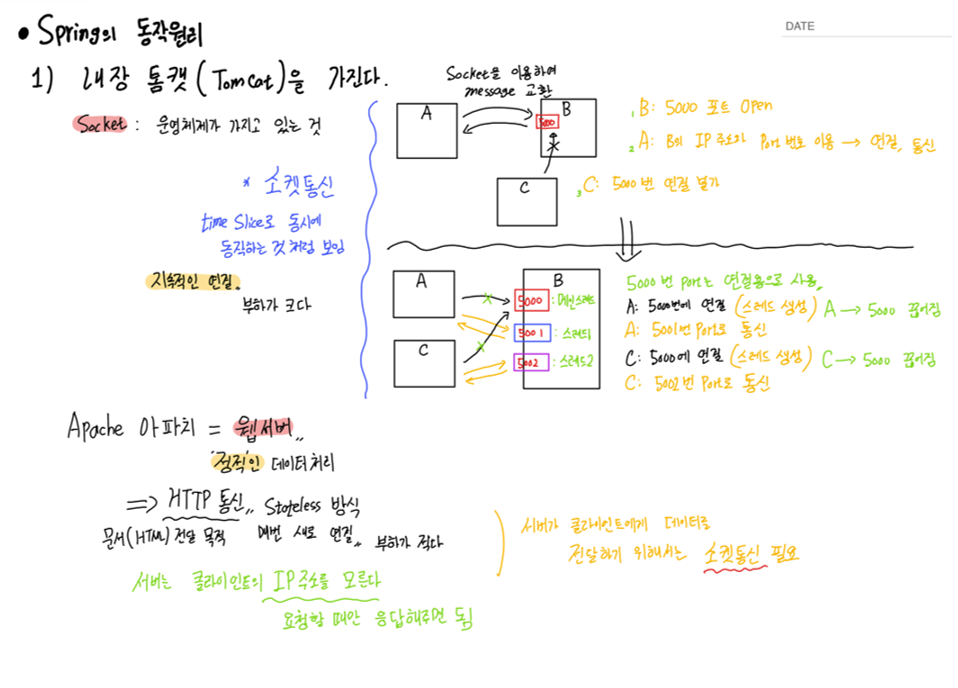 • Spring의 동작원리
DATE
1) 내장 톰캣(Tomcat)을 가진다.
Socket : 운영체제가 가지고 있는 것
* 소켓통신
time Slice로 동시에
동작하는 것처럼 보임
지속적인 연결,
부하가 크다
Socket을 이용하여
message 교환
A
B
5000
C
1 B: 5000 포트 Open
2 A: B의 IP 주소와 Port 번호 이용 → 연결, 통신
3 C: 5000번 연결 불가
A
B
C
5000 : 메인스레드
5001 : 스레드1
5002 : 스레드2
5000번 Port는 연결용으로 사용,
A: 5000번에 연결 (스레드 생성) A → 5000 끊어짐
A: 5001번 Port로 통신
C: 5000에 연결 (스레드 생성) C → 5000 끊어짐
C: 5002번 Port로 통신
Apache 아파치 = 웹서버,,
'정적'인 데이터처리
=> HTTP 통신,, Stateless 방식
문서(HTML) 전달 목적 매번 새로 연결,, 부하가 적다
서버는 클라이언트의 IP주소를 모른다
요청할 때만 응답해주면 됨
서버가 클라이언트에게 데이터로
전달하기 위해서는 소켓통신 필요